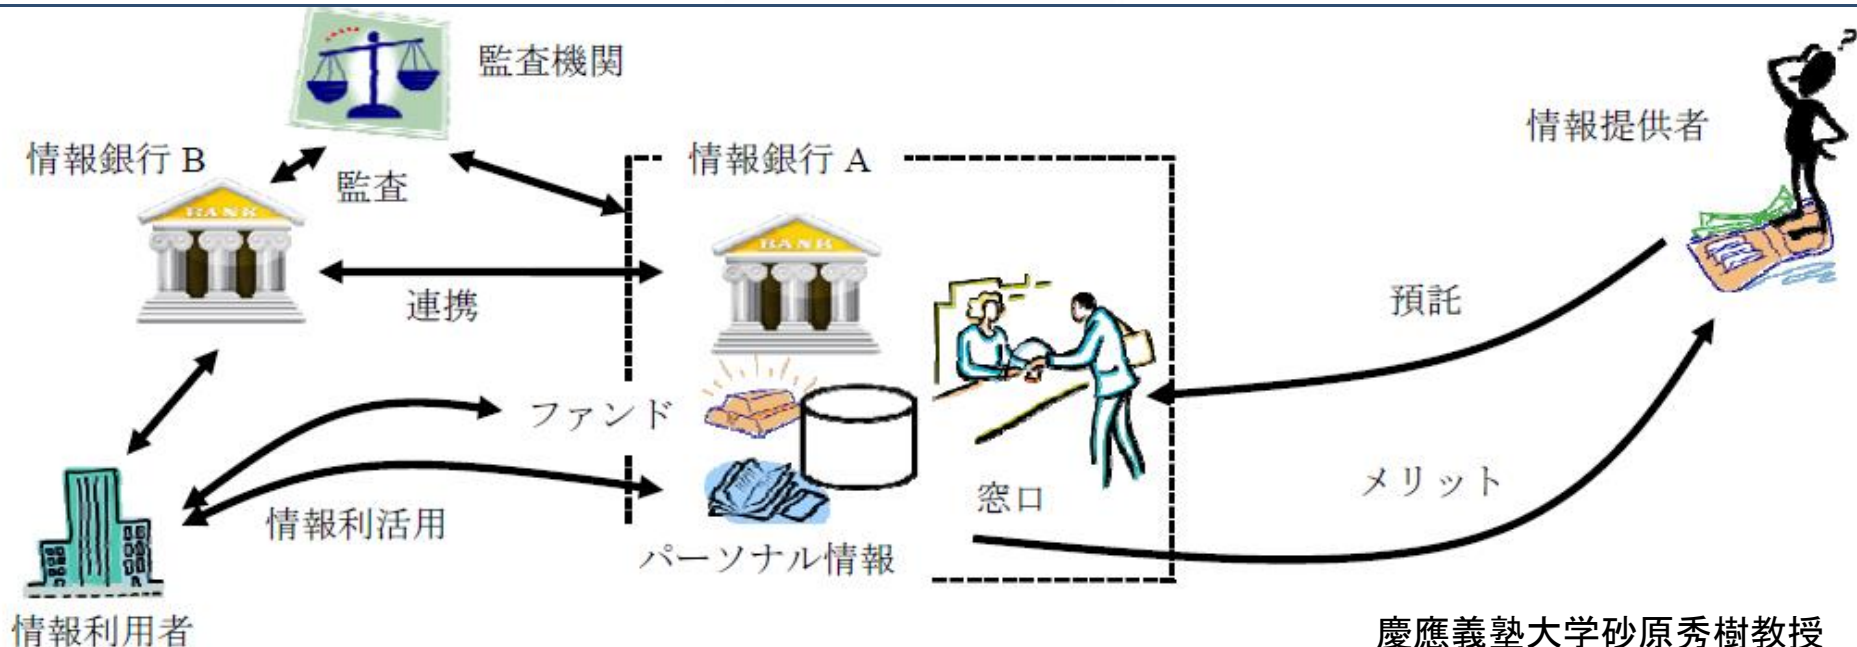 監査機関
情報提供者
情報銀行 B
監査
情報銀行 A
BANK
BANK
連携
預託
ファンド
メリット
窓口
情報利活用
パーソナル情報
情報利用者
慶應義塾大学砂原秀樹教授
?